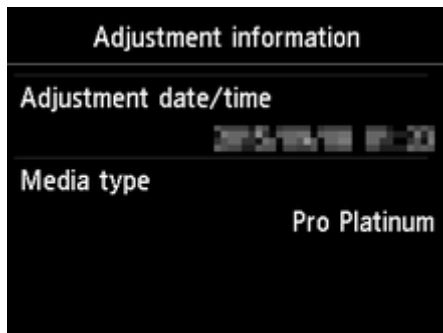 Adjustment information
Adjustment date/time
Media type
Pro Platinum